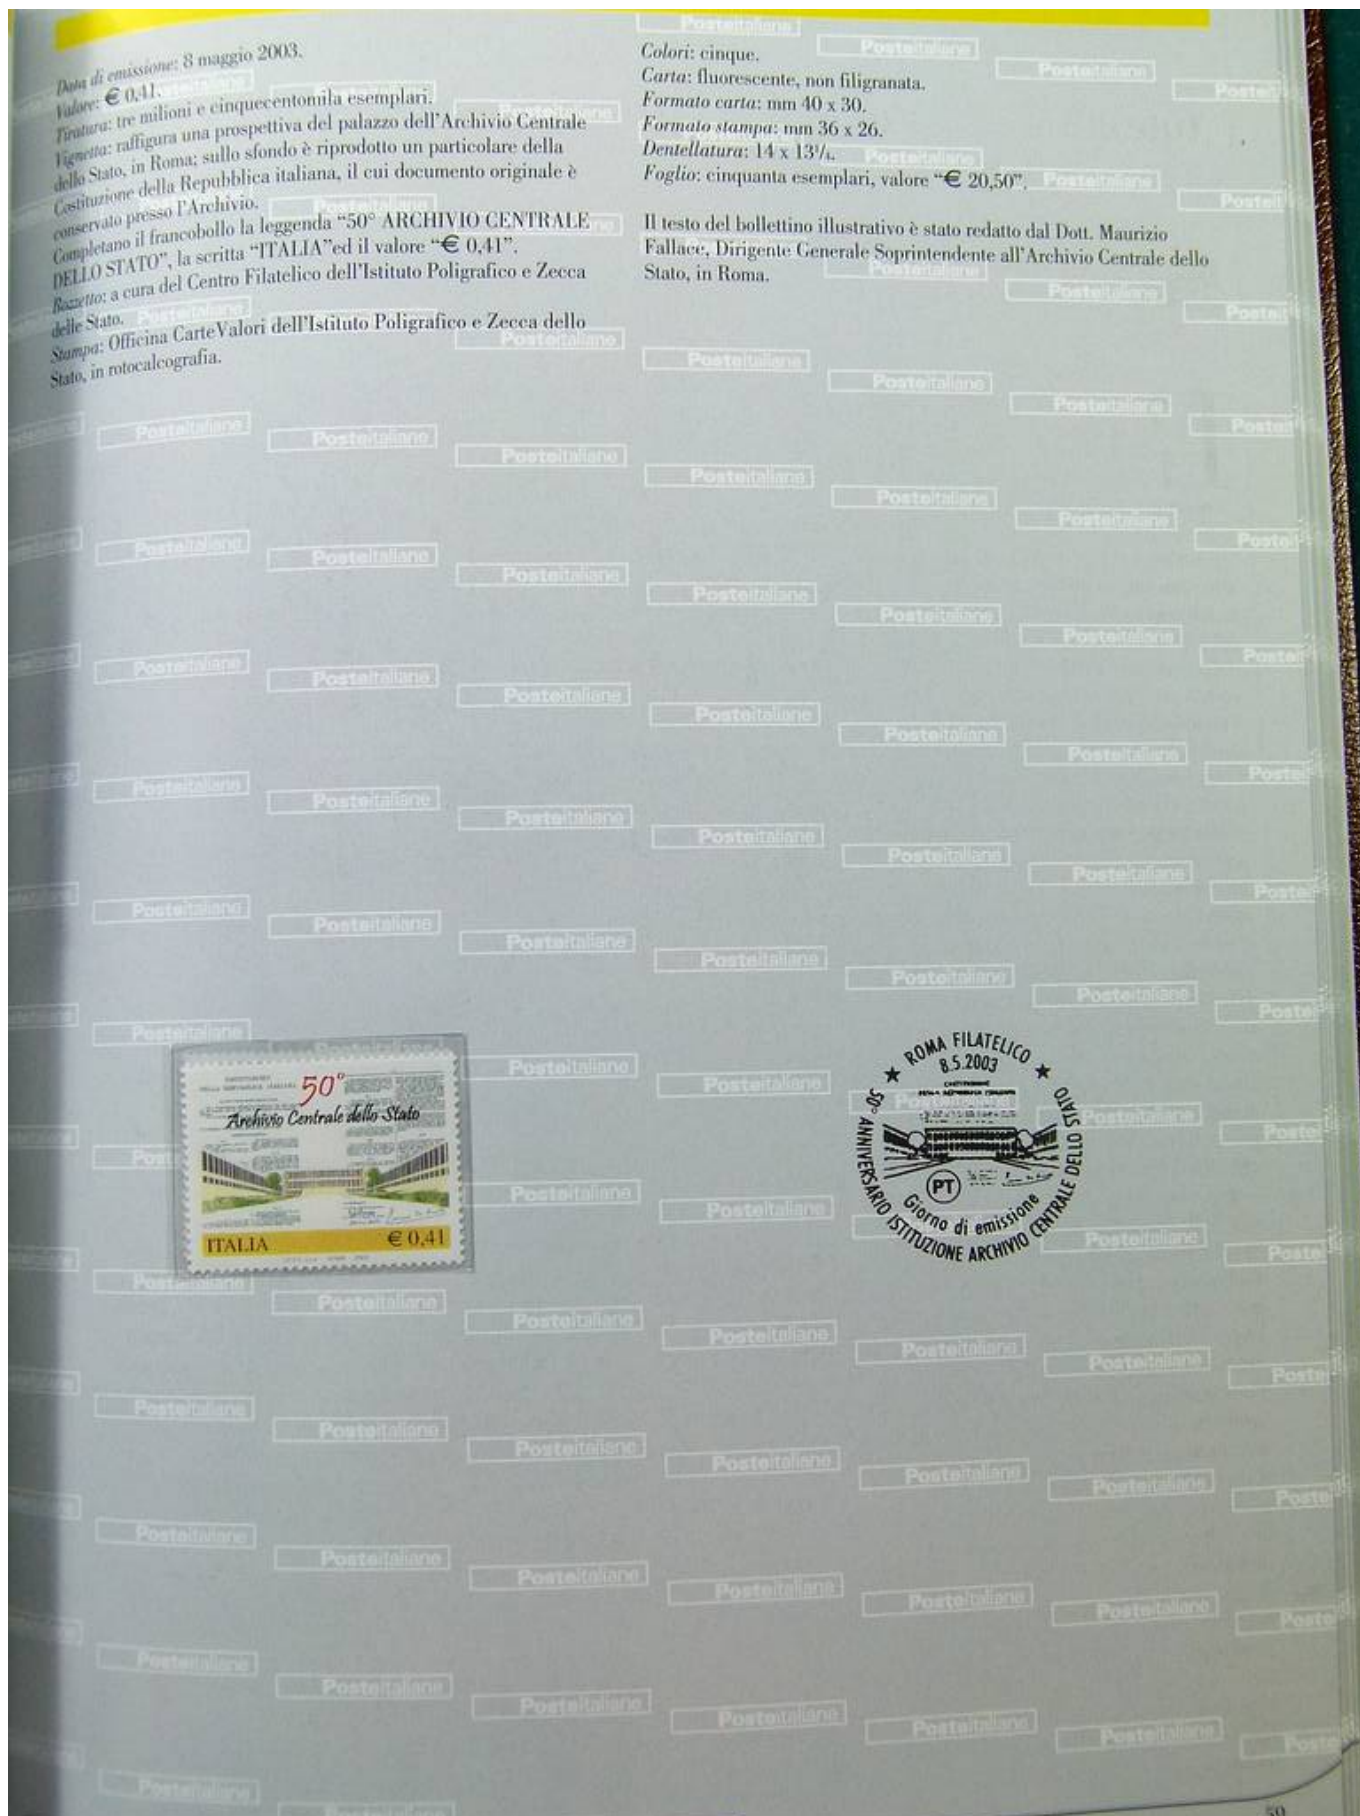 Data di emissione: 8 maggio 2003.
Valore: € 0,41.
Tiratura: tre milioni e cinquecentomila esemplari.
Vignetta: raffigura una prospettiva del palazzo dell'Archivio Centrale
dello Stato, in Roma; sullo sfondo è riprodotto un particolare della
Costituzione della Repubblica italiana, il cui documento originale è
conservato presso l'Archivio.
Completano il francobollo la leggenda “50° ARCHIVIO CENTRALE
DELLO STATO”, la scritta “ITALIA”ed il valore “€ 0,41”.
Bozzetto: a cura del Centro Filatelico dell'Istituto Poligrafico e Zecca
delle Stato.
Stampa: Officina CarteValori dell'Istituto Poligrafico e Zecca dello
Stato, in rotocalcografia.
Colori: cinque.
Carta: fluorescente, non filigranata.
Formato carta: mm 40 x 30.
Formato stampa: mm 36 x 26.
Dentellatura: 14 x 13¹/₄.
Foglio: cinquanta esemplari, valore “€ 20,50”.
Il testo del bollettino illustrativo è stato redatto dal Dott. Maurizio
Fallace, Dirigente Generale Soprintendente all'Archivio Centrale dello
Stato, in Roma.
Posteitaliane
50°
Archivio Centrale dello Stato
ITALIA € 0,41
ROMA FILATELICO
8.5.2003
50° ANNIVERSARIO ISTITUZIONE ARCHIVIO CENTRALE DELLO STATO
PT
Giorno di emissione